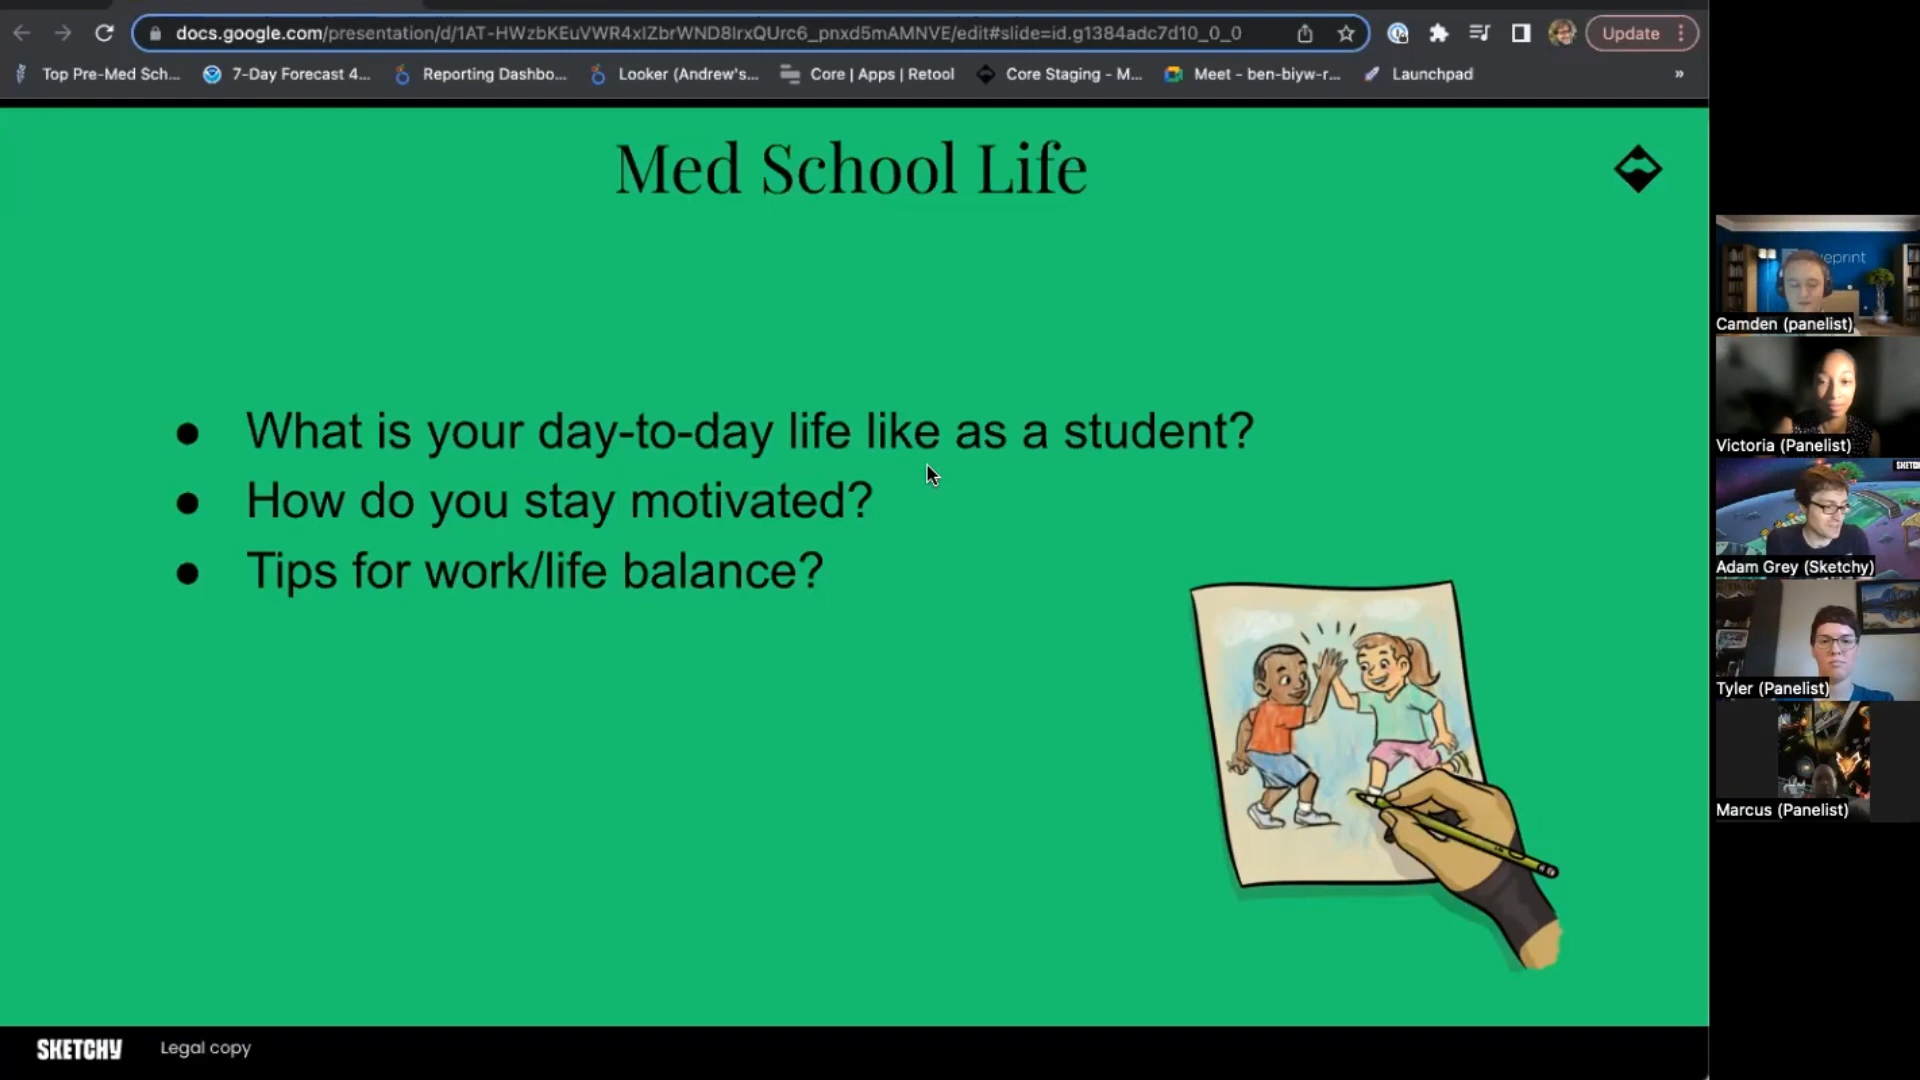 docs.google.com/presentation/d/1AT-HWzbKEuVWR4xIZbrWND8lrxQUrc6_pnxd5mAMNVE/edit#slide=id.g1384adc7d10_0_0
Update
Top Pre-Med Sch...
7-Day Forecast 4...
Reporting Dashbo...
Looker (Andrew's...
Core | Apps | Retool
Core Staging - M...
Meet - ben-biyw-r...
Launchpad
»
Med School Life
● What is your day-to-day life like as a student?
● How do you stay motivated?
● Tips for work/life balance?
SKETCHY
Legal copy
eprint
Camden (panelist)
Victoria (Panelist)
Adam Grey (Sketchy)
Tyler (Panelist)
Marcus (Panelist)